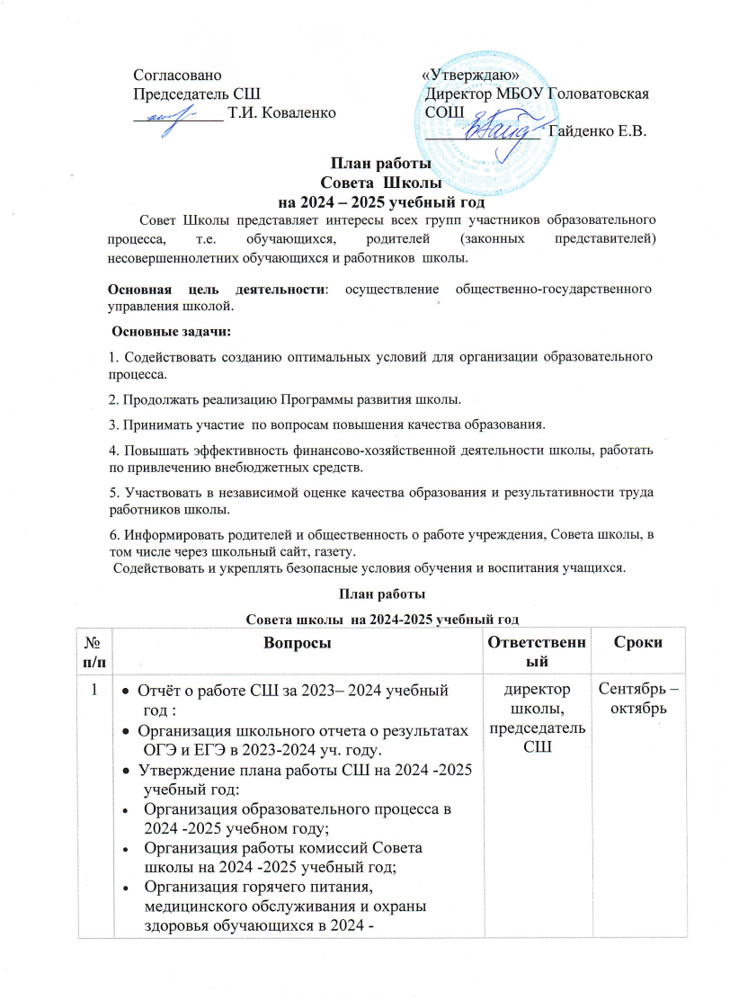 Согласовано
Председатель СШ
____________ Т.И. Коваленко
«Утверждаю»
Директор МБОУ Головатовская
СОШ
_______________ Гайденко Е.В.
План работы
Совета Школы
на 2024 – 2025 учебный год
Совет Школы представляет интересы всех групп участников образовательного
процесса, т.е. обучающихся, родителей (законных представителей)
несовершеннолетних обучающихся и работников школы.
Основная цель деятельности: осуществление общественно-государственного
управления школой.
Основные задачи:
1. Содействовать созданию оптимальных условий для организации образовательного
процесса.
2. Продолжать реализацию Программы развития школы.
3. Принимать участие по вопросам повышения качества образования.
4. Повышать эффективность финансово-хозяйственной деятельности школы, работать
по привлечению внебюджетных средств.
5. Участвовать в независимой оценке качества образования и результативности труда
работников школы.
6. Информировать родителей и общественность о работе учреждения, Совета школы, в
том числе через школьный сайт, газету.
Содействовать и укреплять безопасные условия обучения и воспитания учащихся.
План работы
Совета школы на 2024-2025 учебный год
№
п/п
Вопросы
Ответственн
ый
Сроки
1
• Отчёт о работе СШ за 2023– 2024 учебный
год :
• Организация школьного отчета о результатах
ОГЭ и ЕГЭ в 2023-2024 уч. году.
• Утверждение плана работы СШ на 2024 -2025
учебный год:
• Организация образовательного процесса в
2024 -2025 учебном году;
• Организация работы комиссий Совета
школы на 2024 -2025 учебный год;
• Организация горячего питания,
медицинского обслуживания и охраны
здоровья обучающихся в 2024 -
директор
школы,
председатель
СШ
Сентябрь –
октябрь